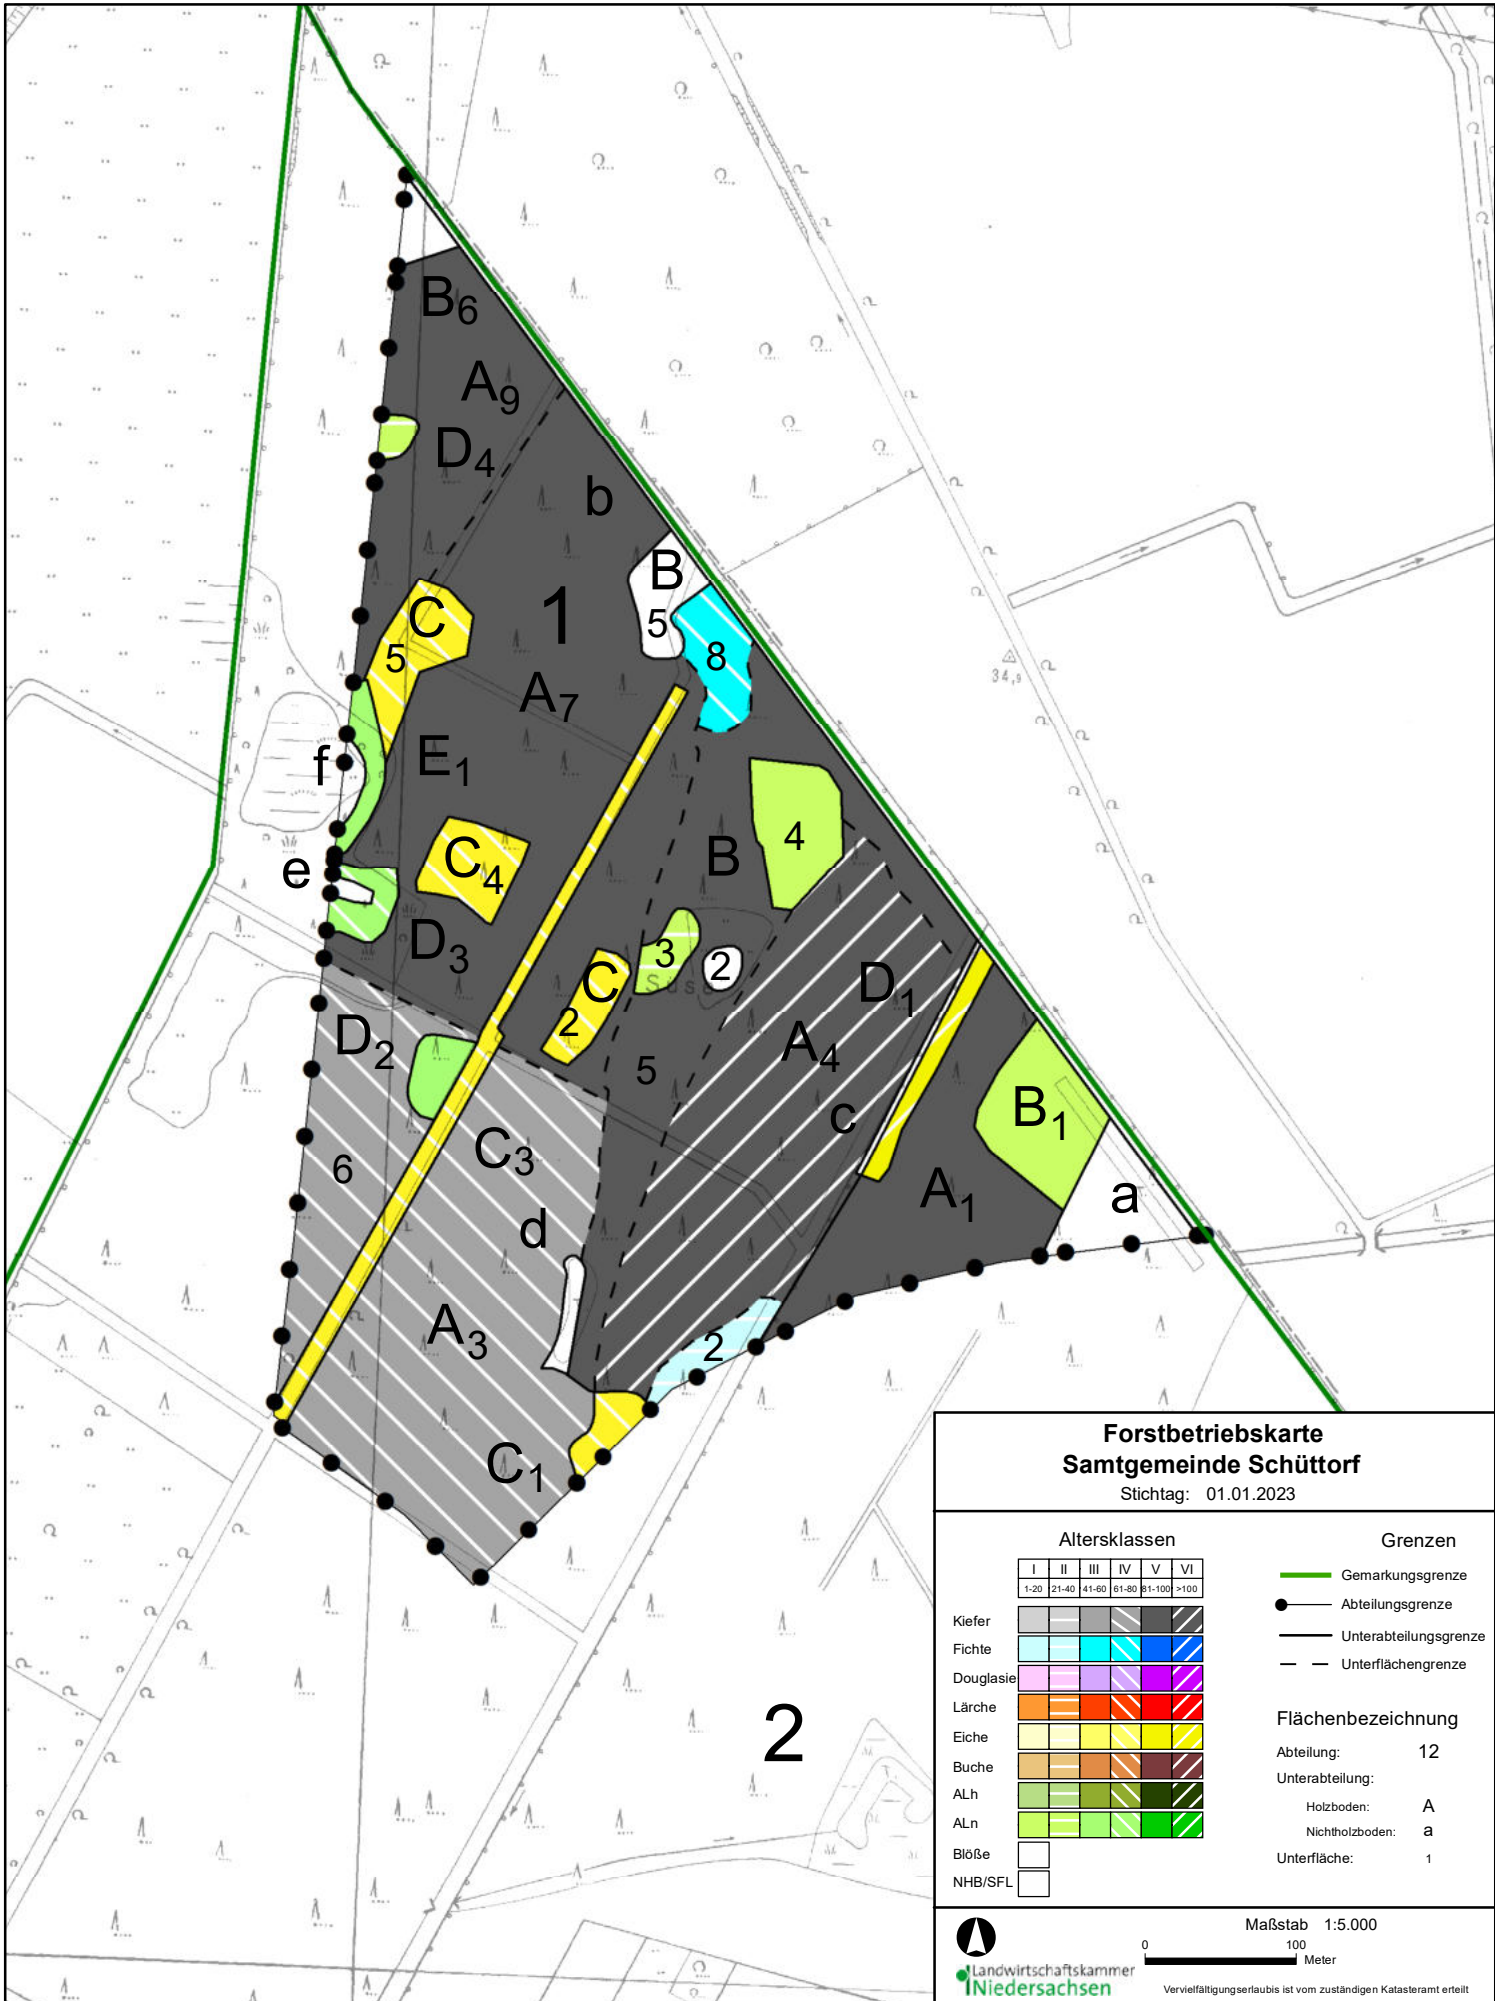 B6
A9
D4
b
B
5
8
C
5
1
A7
f
E1
4
B
e
C4
D3
3
2
Süse
C
2
D1
A4
5
D2
c
B1
C3
6
A1
a
d
34,9
A3
2
C1
2
Forstbetriebskarte
Samtgemeinde Schüttorf
Stichtag: 01.01.2023
Altersklassen
I II III IV V VI
1-20 21-40 41-60 61-80 81-100 >100
Kiefer
Fichte
Douglasie
Lärche
Eiche
Buche
ALh
ALn
Blöße
NHB/SFL
Grenzen
Gemarkungsgrenze
Abteilungsgrenze
Unterabteilungsgrenze
Unterflächengrenze
Flächenbezeichnung
Abteilung: 12
Unterabteilung:
Holzboden: A
Nichtholzboden: a
Unterfläche: 1
Landwirtschaftskammer
Niedersachsen
Maßstab 1:5.000
0 100
Meter
Vervielfältigungserlaubis ist vom zuständigen Katasteramt erteilt